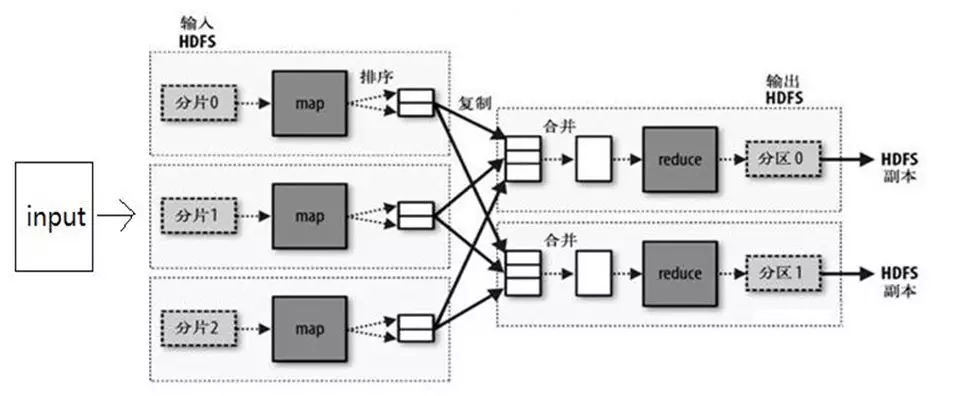 input
输入
HDFS
分片0
map
排序
复制
分片1
map
分片2
map
输出
HDFS
合并
reduce
分区0
HDFS
副本
合并
reduce
分区1
HDFS
副本